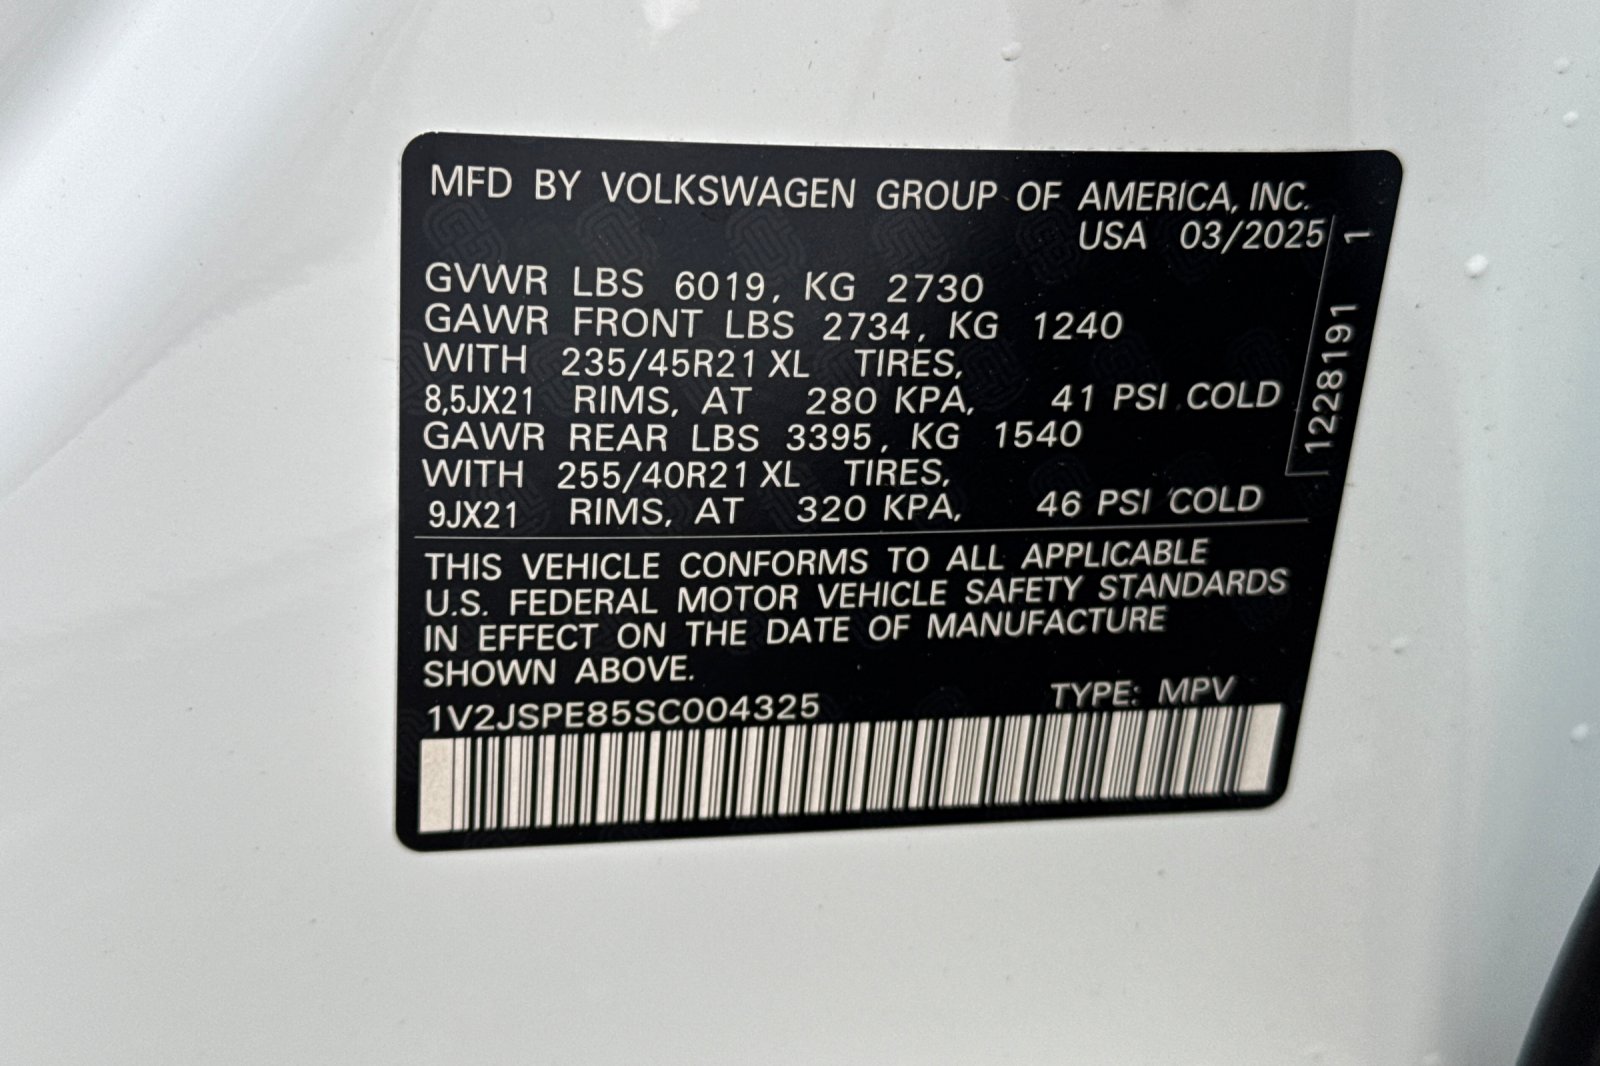 MFD BY VOLKSWAGEN GROUP OF AMERICA, INC.
USA 03/2025
GVWR LBS 6019, KG 2730
GAWR FRONT LBS 2734, KG 1240
WITH 235/45R21 XL TIRES,
8,5JX21 RIMS, AT 280 KPA, 41 PSI COLD
GAWR REAR LBS 3395, KG 1540
WITH 255/40R21 XL TIRES,
9JX21 RIMS, AT 320 KPA, 46 PSI COLD
1228191 1
THIS VEHICLE CONFORMS TO ALL APPLICABLE
U.S. FEDERAL MOTOR VEHICLE SAFETY STANDARDS
IN EFFECT ON THE DATE OF MANUFACTURE
SHOWN ABOVE.
1V2JSPE85SC004325 TYPE: MPV